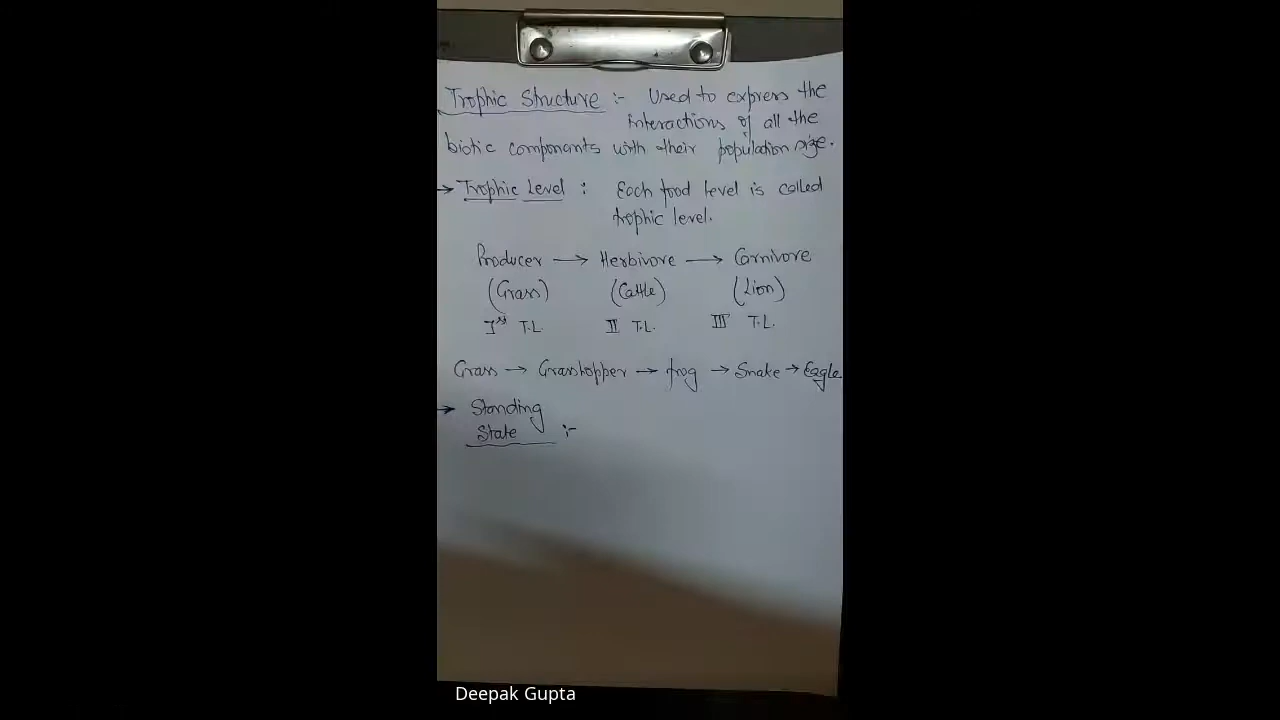 Trophic Structure :- Used to express the
interactions of all the
biotic componants with their population size.
→ Trophic Level : Each food level is called
trophic level.
Producer → Herbivore → Carnivore
(Grass) (Cattle) (Lion)
Ist T.L. II T.L. III T.L.
Grass → Grasshopper → frog → Snake → Eagle
→ Standing
State :-
Deepak Gupta